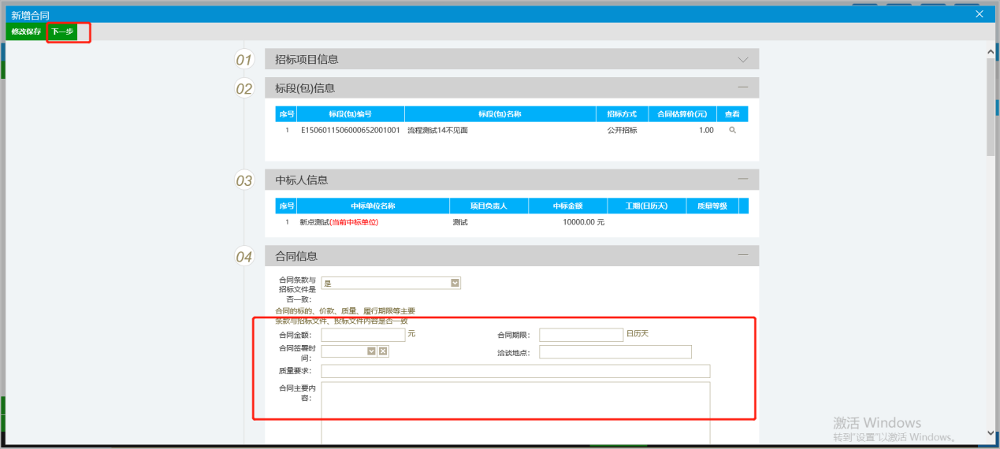 新增合同
修改保存 下一步
01 招标项目信息
02 标段(包)信息
序号 标段(包)编号 标段(包)名称 招标方式 合同估算价(元) 查看
1 E1506011506000652001001 流程测试14不见面 公开招标 1.00
03 中标人信息
序号 中标单位名称 项目负责人 中标金额 工期(日历天) 质量等级
1 新点测试(当前中标单位) 测试 10000.00 元
04 合同信息
合同条款与
招标文件是 是
否一致:
合同的标的、价款、质量、履行期限等主要
条款与招标文件、投标文件内容是否一致
合同金额: 元 合同期限: 日历天
合同签署时
间: 洽谈地点:
质量要求:
合同主要内
容:
激活 Windows
转到"设置"以激活 Windows。